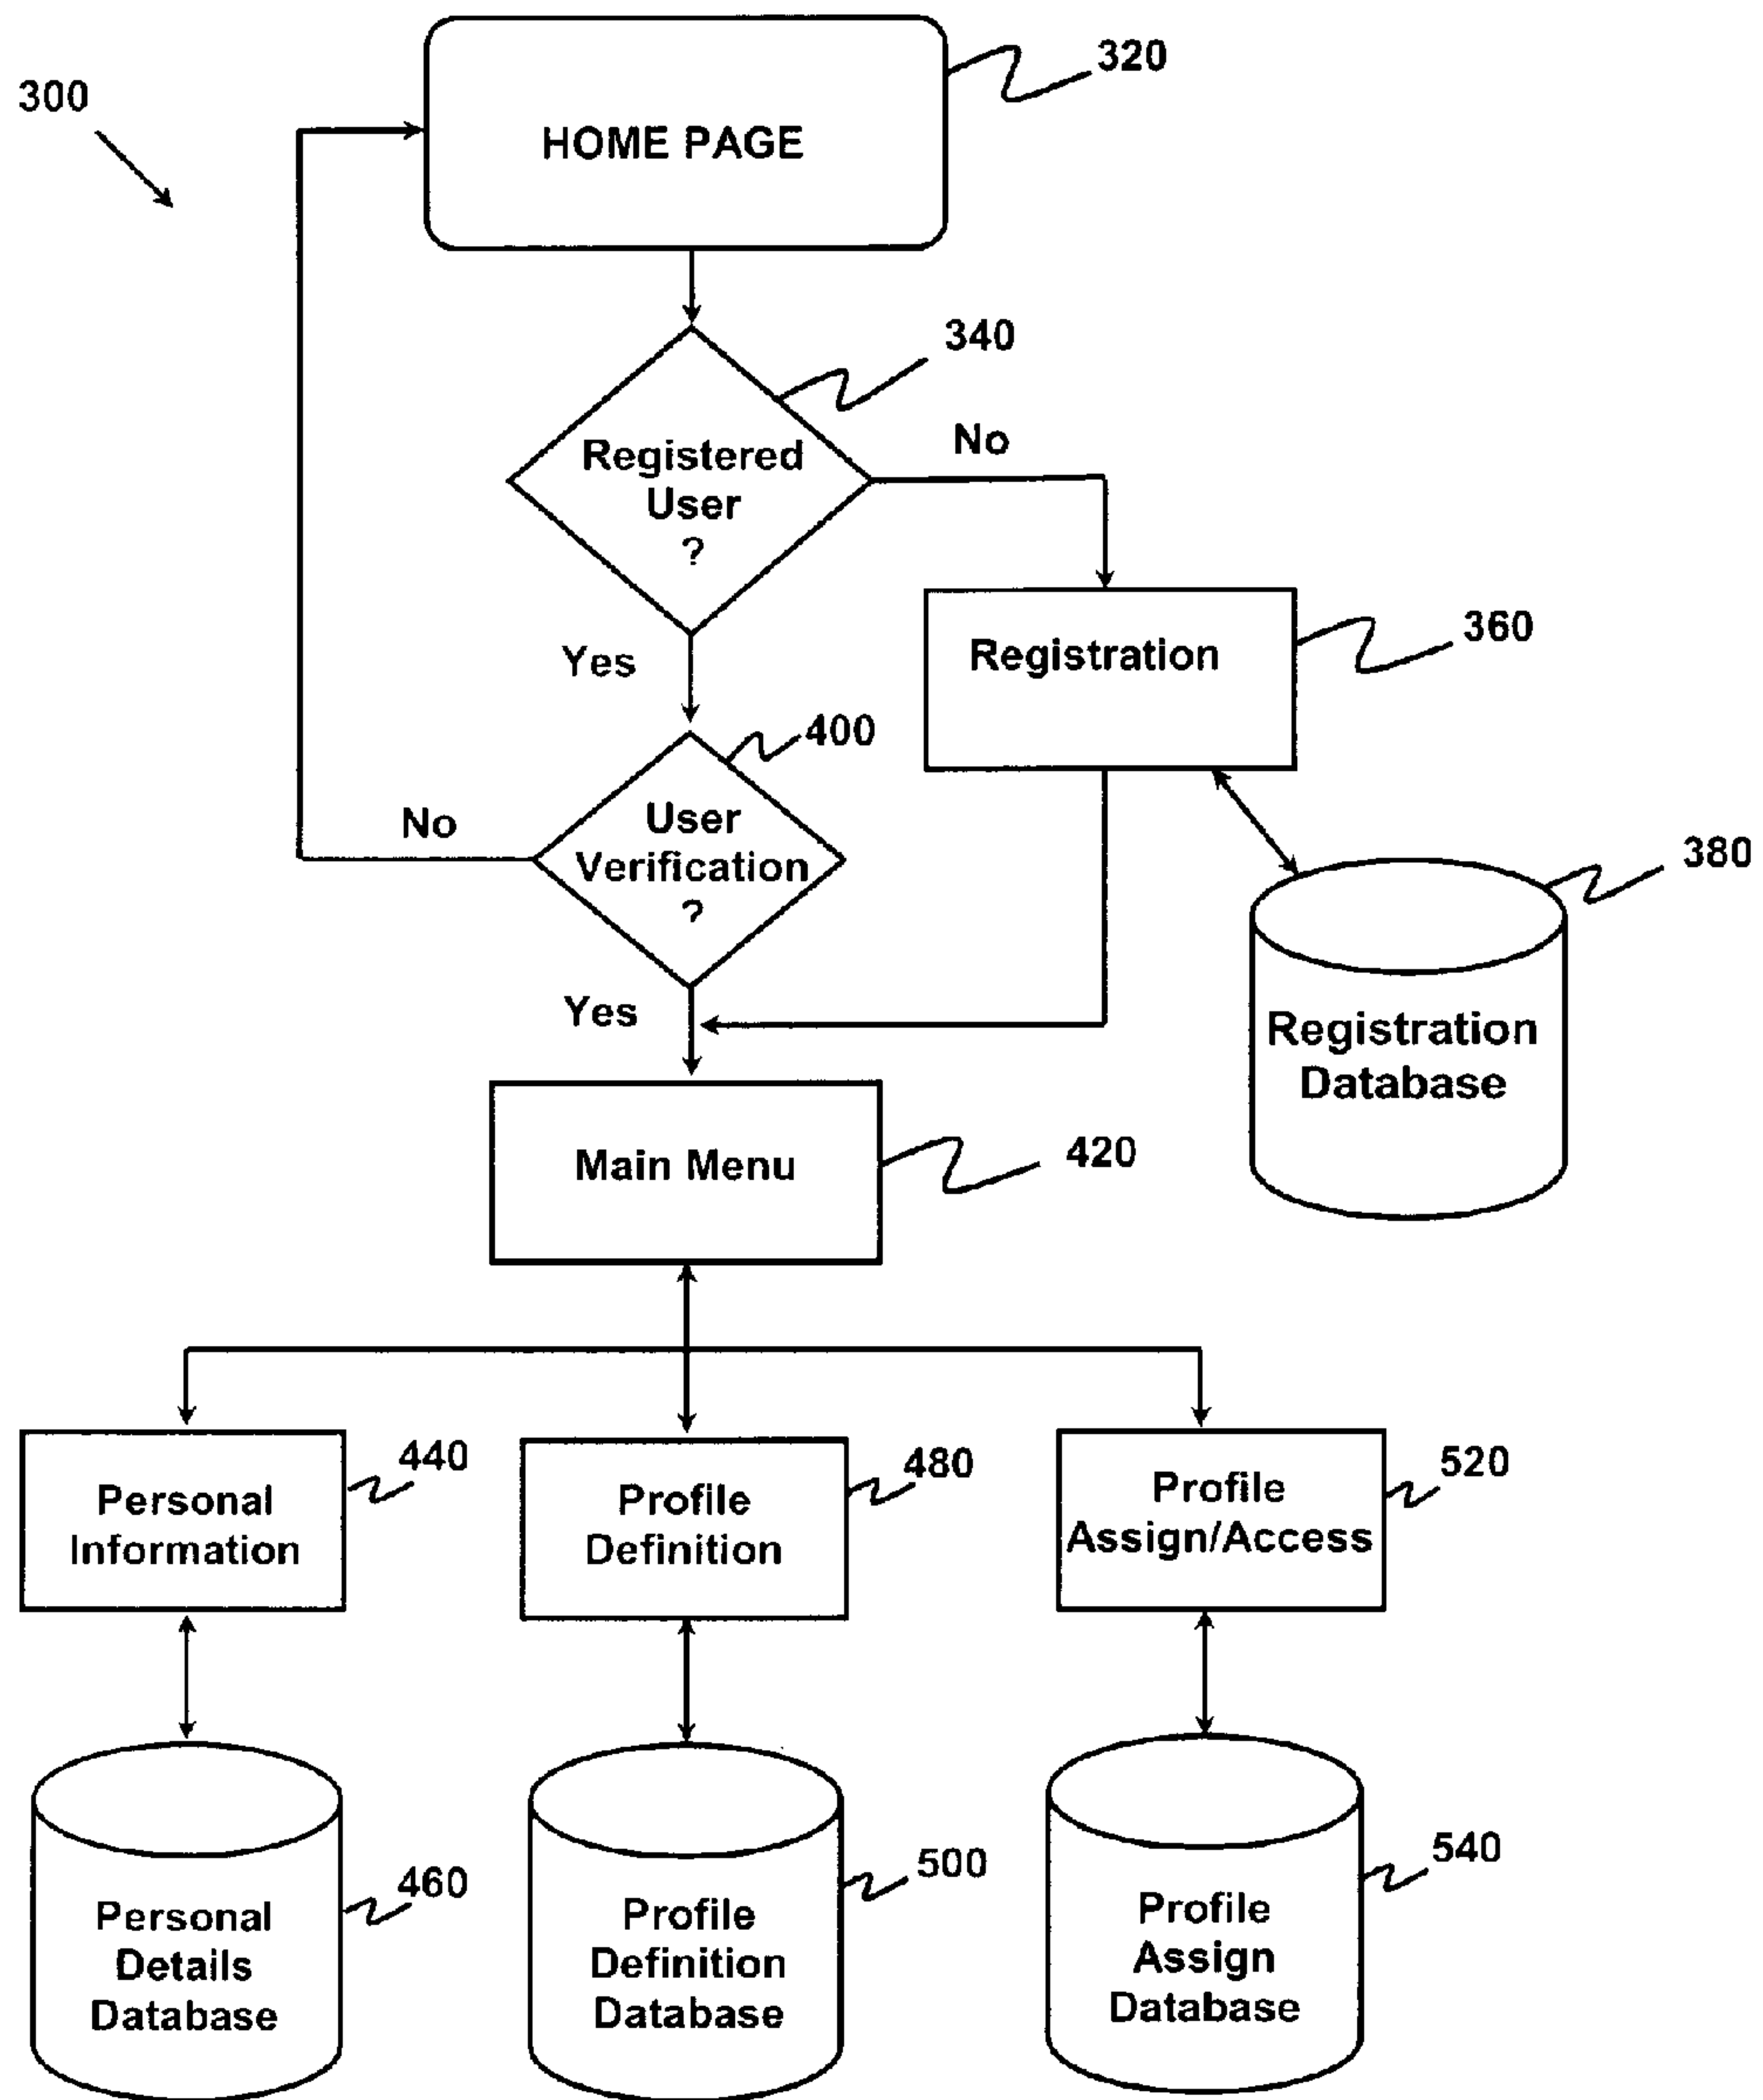 320
300
HOME PAGE
340
No
Registered
User
?
360
Registration
Yes
400
No
User
Verification
?
380
Yes
Registration
Database
Main Menu
420
440
480
520
Personal
Information
Profile
Definition
Profile
Assign/Access
460
500
540
Personal
Details
Database
Profile
Definition
Database
Profile
Assign
Database